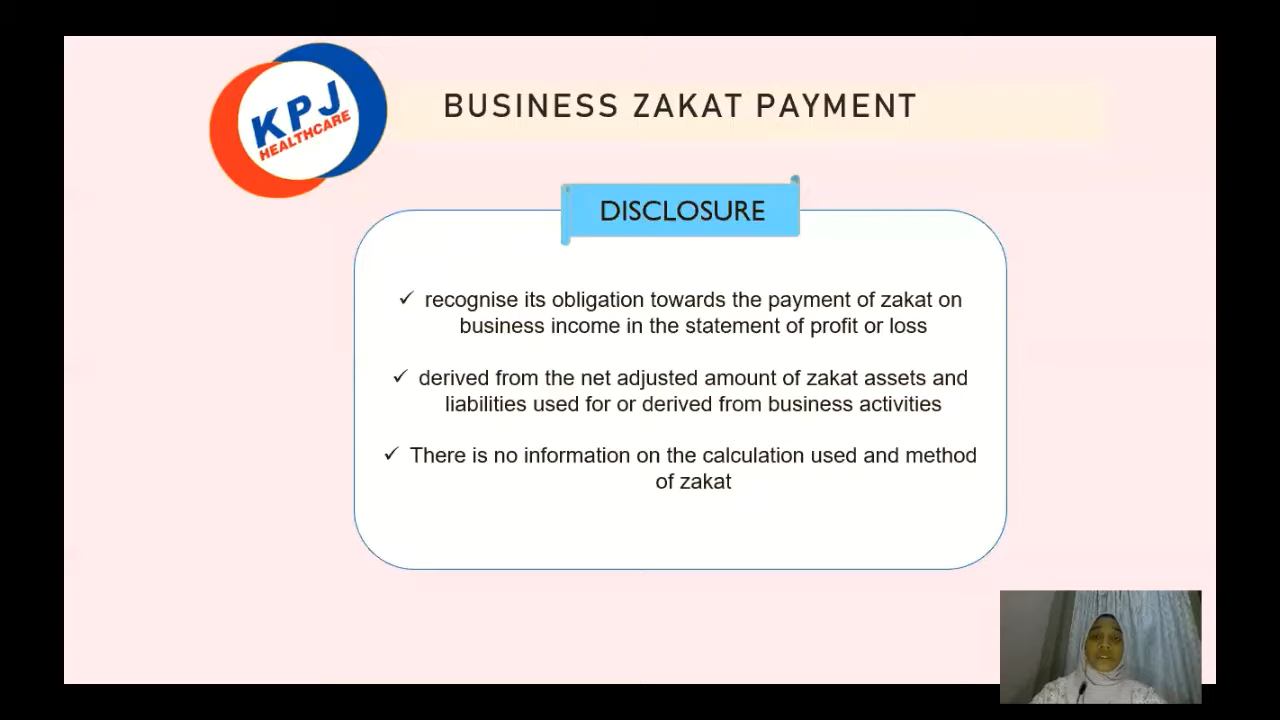 KPJ
HEALTHCARE
BUSINESS ZAKAT PAYMENT
DISCLOSURE
✓ recognise its obligation towards the payment of zakat on
business income in the statement of profit or loss
✓ derived from the net adjusted amount of zakat assets and
liabilities used for or derived from business activities
✓ There is no information on the calculation used and method
of zakat